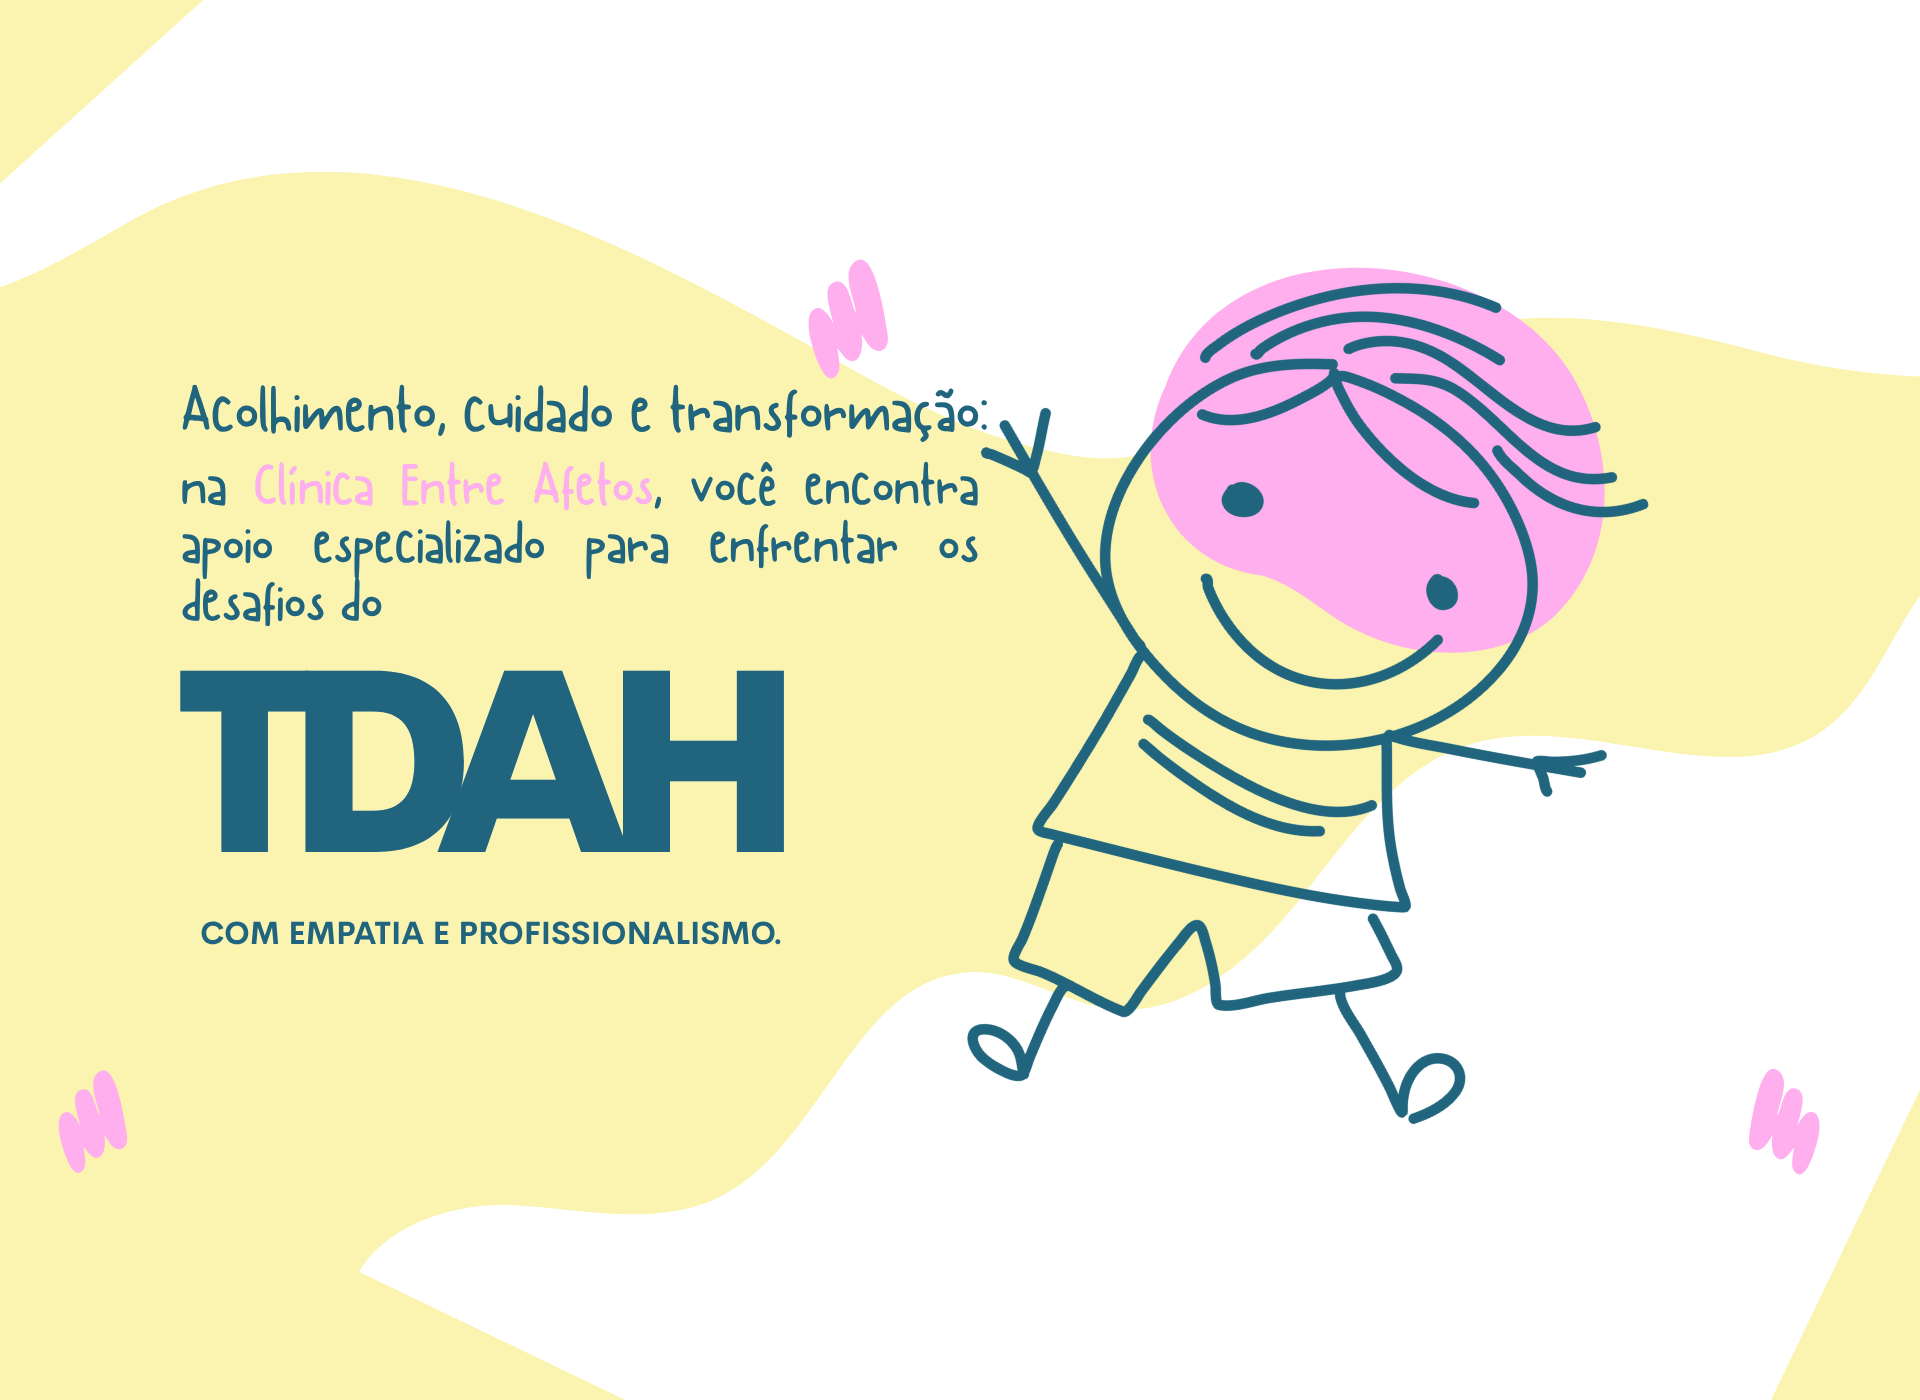 Acolhimento, cuidado e transformação:
na Clínica Entre Afetos, você encontra
apoio especializado para enfrentar os
desafios do
TDAH
COM EMPATIA E PROFISSIONALISMO.